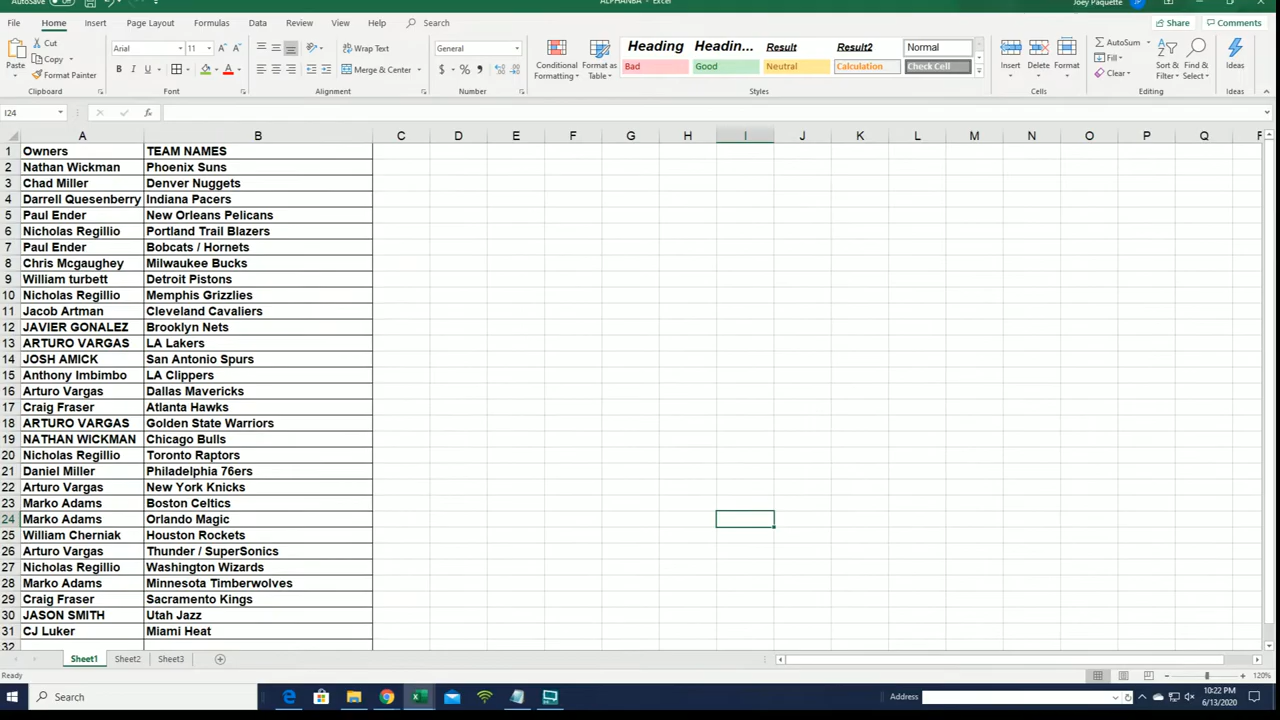 AutoSave Off ALPHANBA - Excel Joey Paquette JP
File Home Insert Page Layout Formulas Data Review View Help Search Share Comments
Paste Cut Copy Format Painter Clipboard
Arial 11 B I U Font
Wrap Text Merge & Center Alignment
General $ % Number
Conditional Formatting Format as Table
Heading Headin... Result Result2 Normal
Bad Good Neutral Calculation Check Cell Styles
Insert Delete Format Cells
AutoSum Fill Clear Sort & Filter Find & Select Editing
Ideas Ideas
I24 fx
A B C D E F G H I J K L M N O P Q
1 Owners TEAM NAMES
2 Nathan Wickman Phoenix Suns
3 Chad Miller Denver Nuggets
4 Darrell Quesenberry Indiana Pacers
5 Paul Ender New Orleans Pelicans
6 Nicholas Regillio Portland Trail Blazers
7 Paul Ender Bobcats / Hornets
8 Chris Mcgaughey Milwaukee Bucks
9 William turbett Detroit Pistons
10 Nicholas Regillio Memphis Grizzlies
11 Jacob Artman Cleveland Cavaliers
12 JAVIER GONALEZ Brooklyn Nets
13 ARTURO VARGAS LA Lakers
14 JOSH AMICK San Antonio Spurs
15 Anthony Imbimbo LA Clippers
16 Arturo Vargas Dallas Mavericks
17 Craig Fraser Atlanta Hawks
18 ARTURO VARGAS Golden State Warriors
19 NATHAN WICKMAN Chicago Bulls
20 Nicholas Regillio Toronto Raptors
21 Daniel Miller Philadelphia 76ers
22 Arturo Vargas New York Knicks
23 Marko Adams Boston Celtics
24 Marko Adams Orlando Magic
25 William Cherniak Houston Rockets
26 Arturo Vargas Thunder / SuperSonics
27 Nicholas Regillio Washington Wizards
28 Marko Adams Minnesota Timberwolves
29 Craig Fraser Sacramento Kings
30 JASON SMITH Utah Jazz
31 CJ Luker Miami Heat
32
Sheet1 Sheet2 Sheet3
Ready 120%
Search Address 10:22 PM
6/13/2020